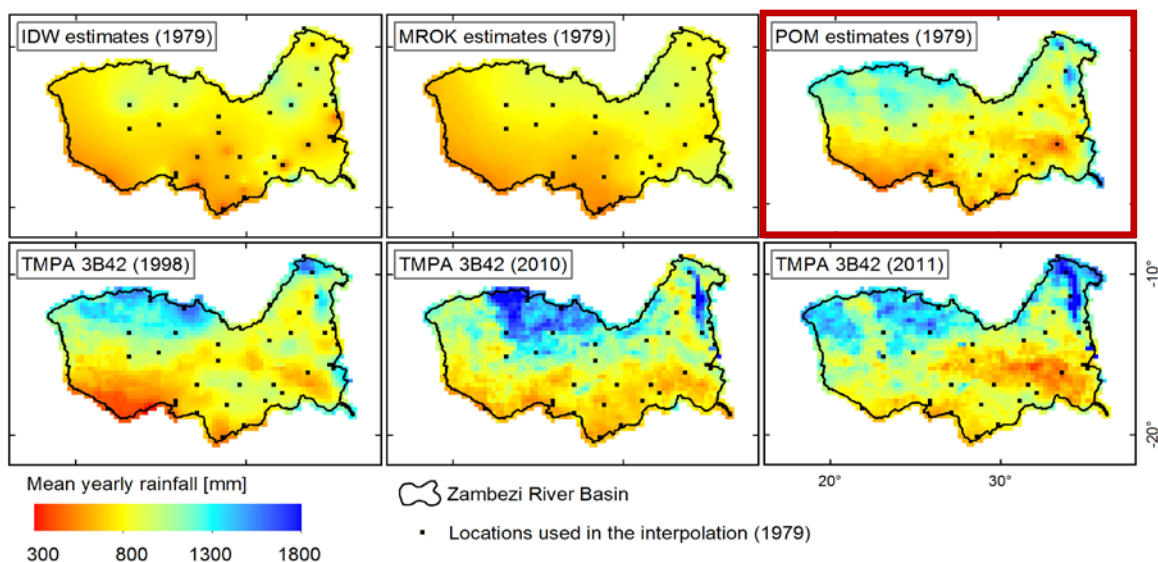 IDW estimates (1979)
MROK estimates (1979)
POM estimates (1979)
TMPA 3B42 (1998)
TMPA 3B42 (2010)
TMPA 3B42 (2011)
-10°
-20°
20°
30°
Mean yearly rainfall [mm]
300
800
1300
1800
Zambezi River Basin
Locations used in the interpolation (1979)